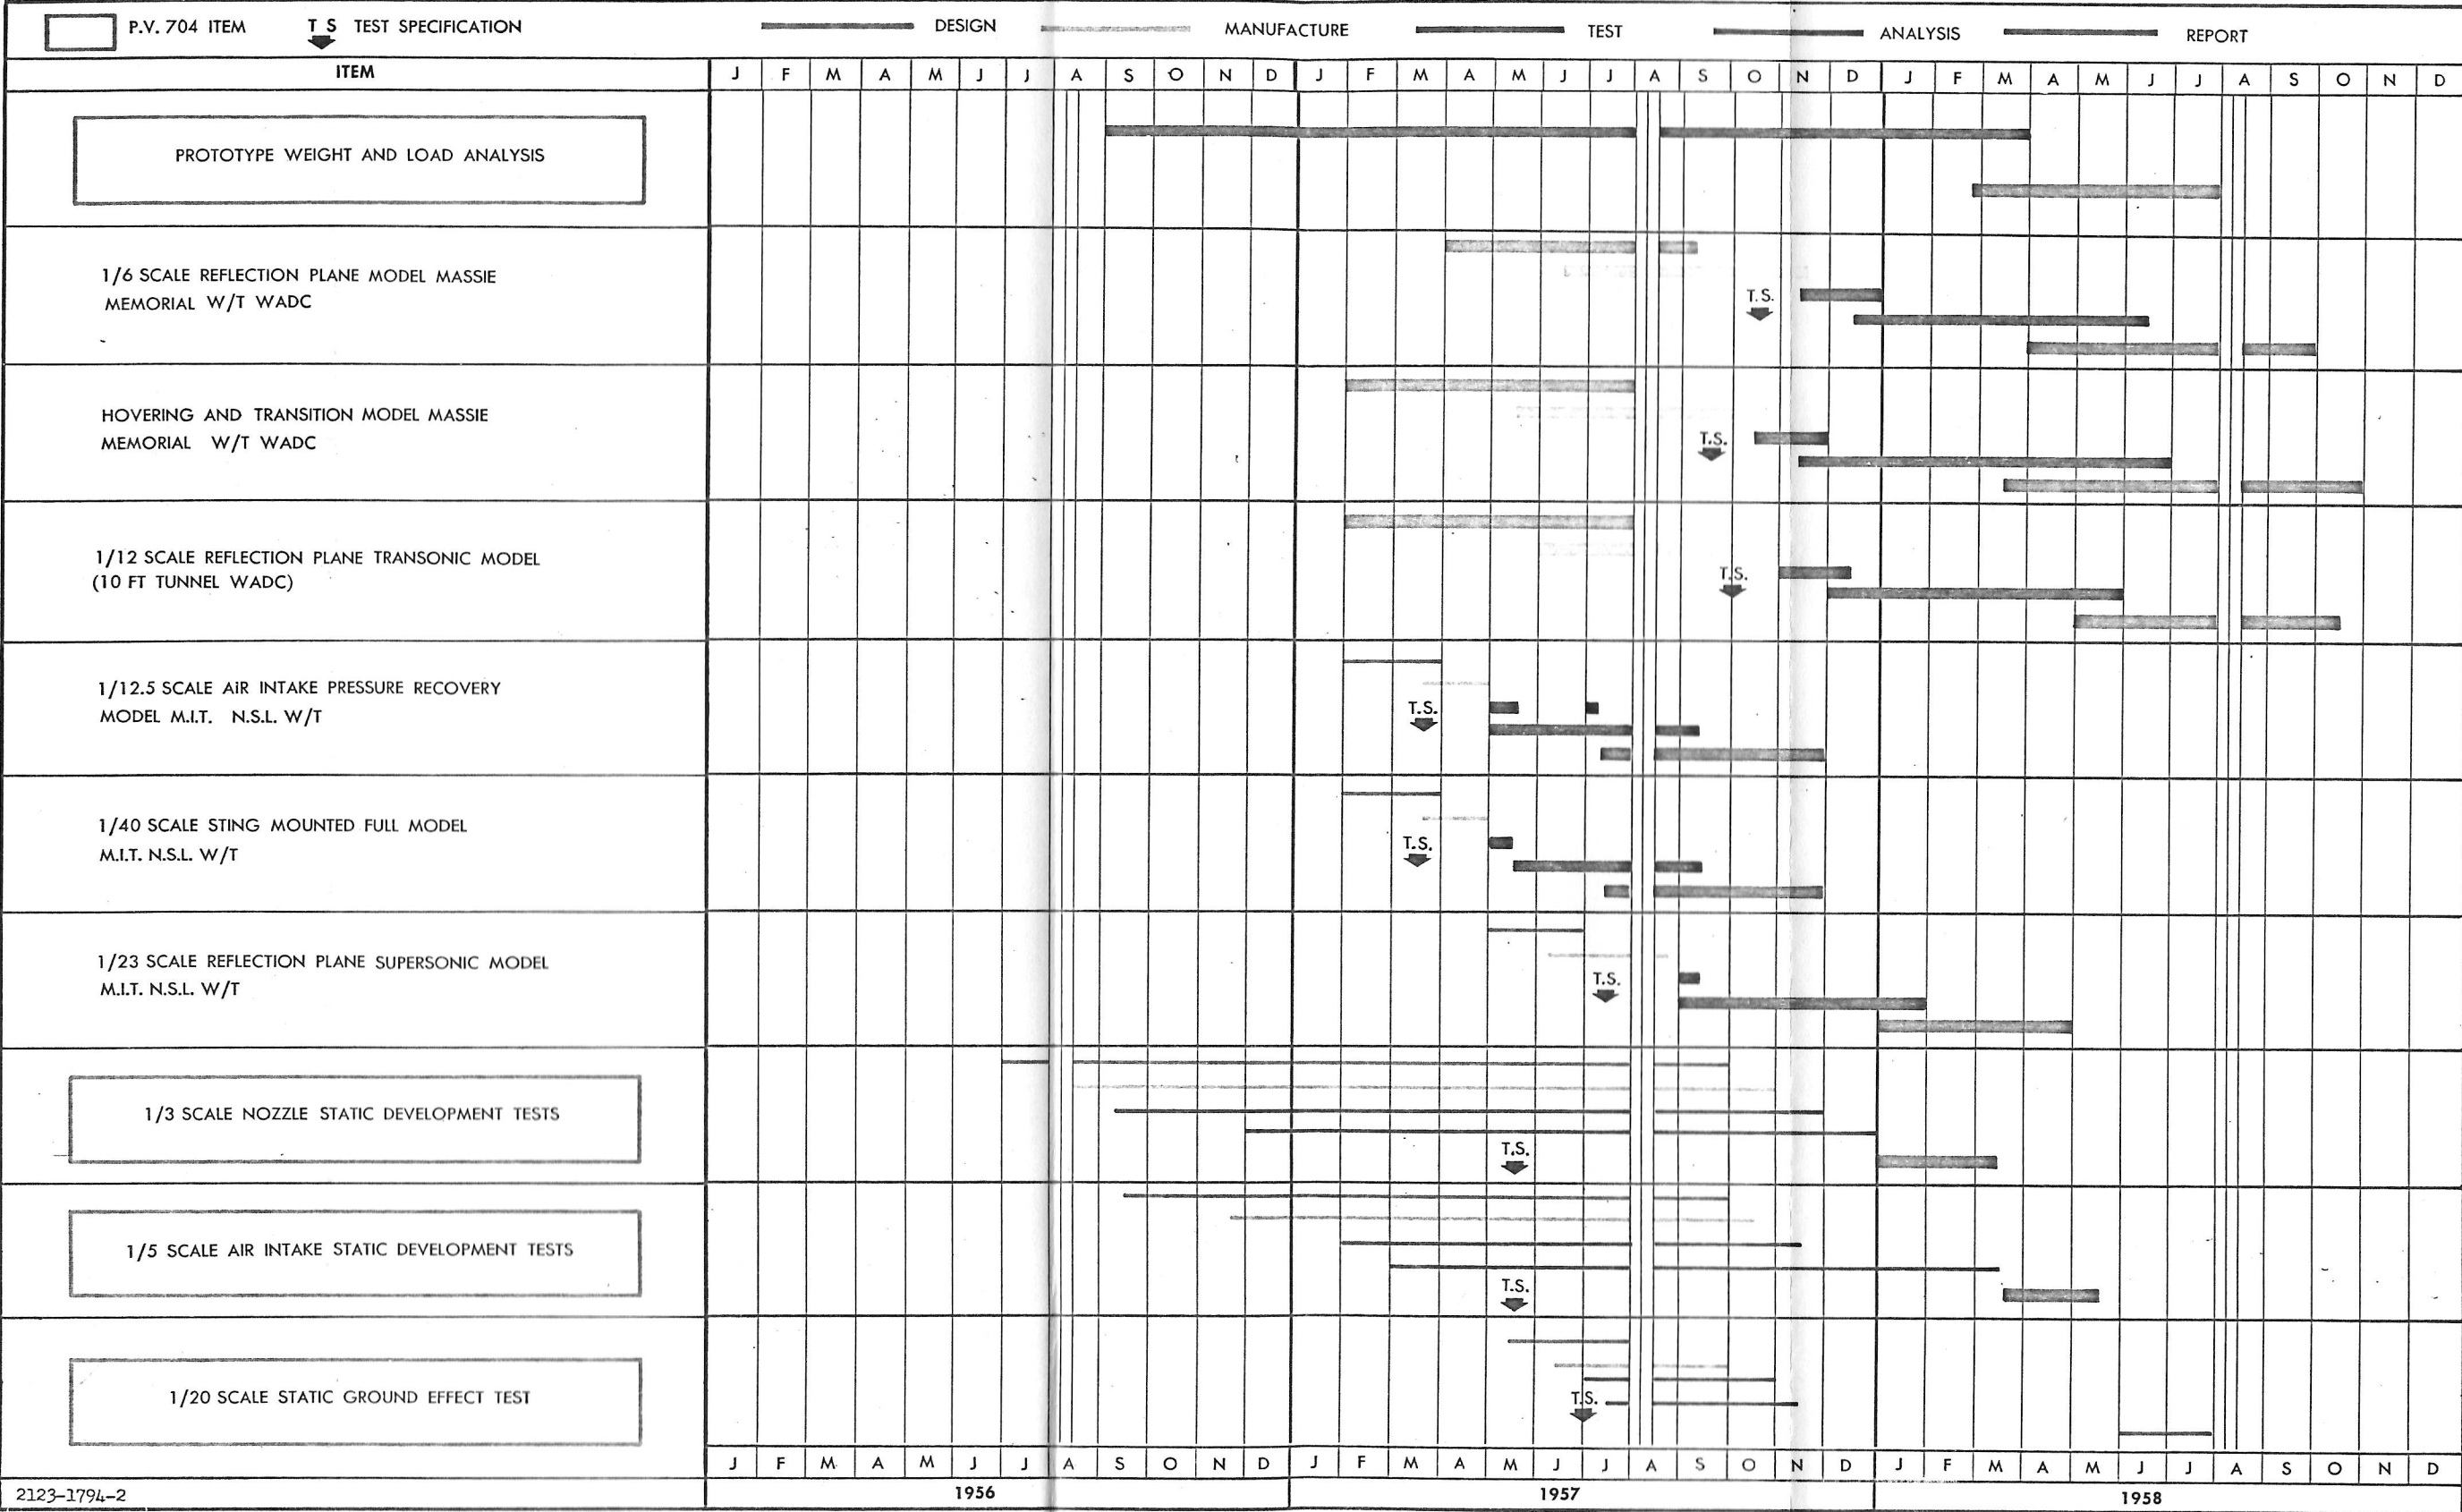 P.V. 704 ITEM T S TEST SPECIFICATION DESIGN MANUFACTURE TEST ANALYSIS REPORT
ITEM J F M A M J J A S O N D J F M A M J J A S O N D J F M A M J J A S O N D
PROTOTYPE WEIGHT AND LOAD ANALYSIS
1/6 SCALE REFLECTION PLANE MODEL MASSIE
MEMORIAL W/T WADC
T.S.
HOVERING AND TRANSITION MODEL MASSIE
MEMORIAL W/T WADC
T.S.
1/12 SCALE REFLECTION PLANE TRANSONIC MODEL
(10 FT TUNNEL WADC)
T.S.
1/12.5 SCALE AIR INTAKE PRESSURE RECOVERY
MODEL M.I.T. N.S.L. W/T
T.S.
1/40 SCALE STING MOUNTED FULL MODEL
M.I.T. N.S.L. W/T
T.S.
1/23 SCALE REFLECTION PLANE SUPERSONIC MODEL
M.I.T. N.S.L. W/T
T.S.
1/3 SCALE NOZZLE STATIC DEVELOPMENT TESTS
T.S.
1/5 SCALE AIR INTAKE STATIC DEVELOPMENT TESTS
T.S.
1/20 SCALE STATIC GROUND EFFECT TEST
T.S.
J F M A M J J A S O N D J F M A M J J A S O N D J F M A M J J A S O N D
2123-1794-2 1956 1957 1958